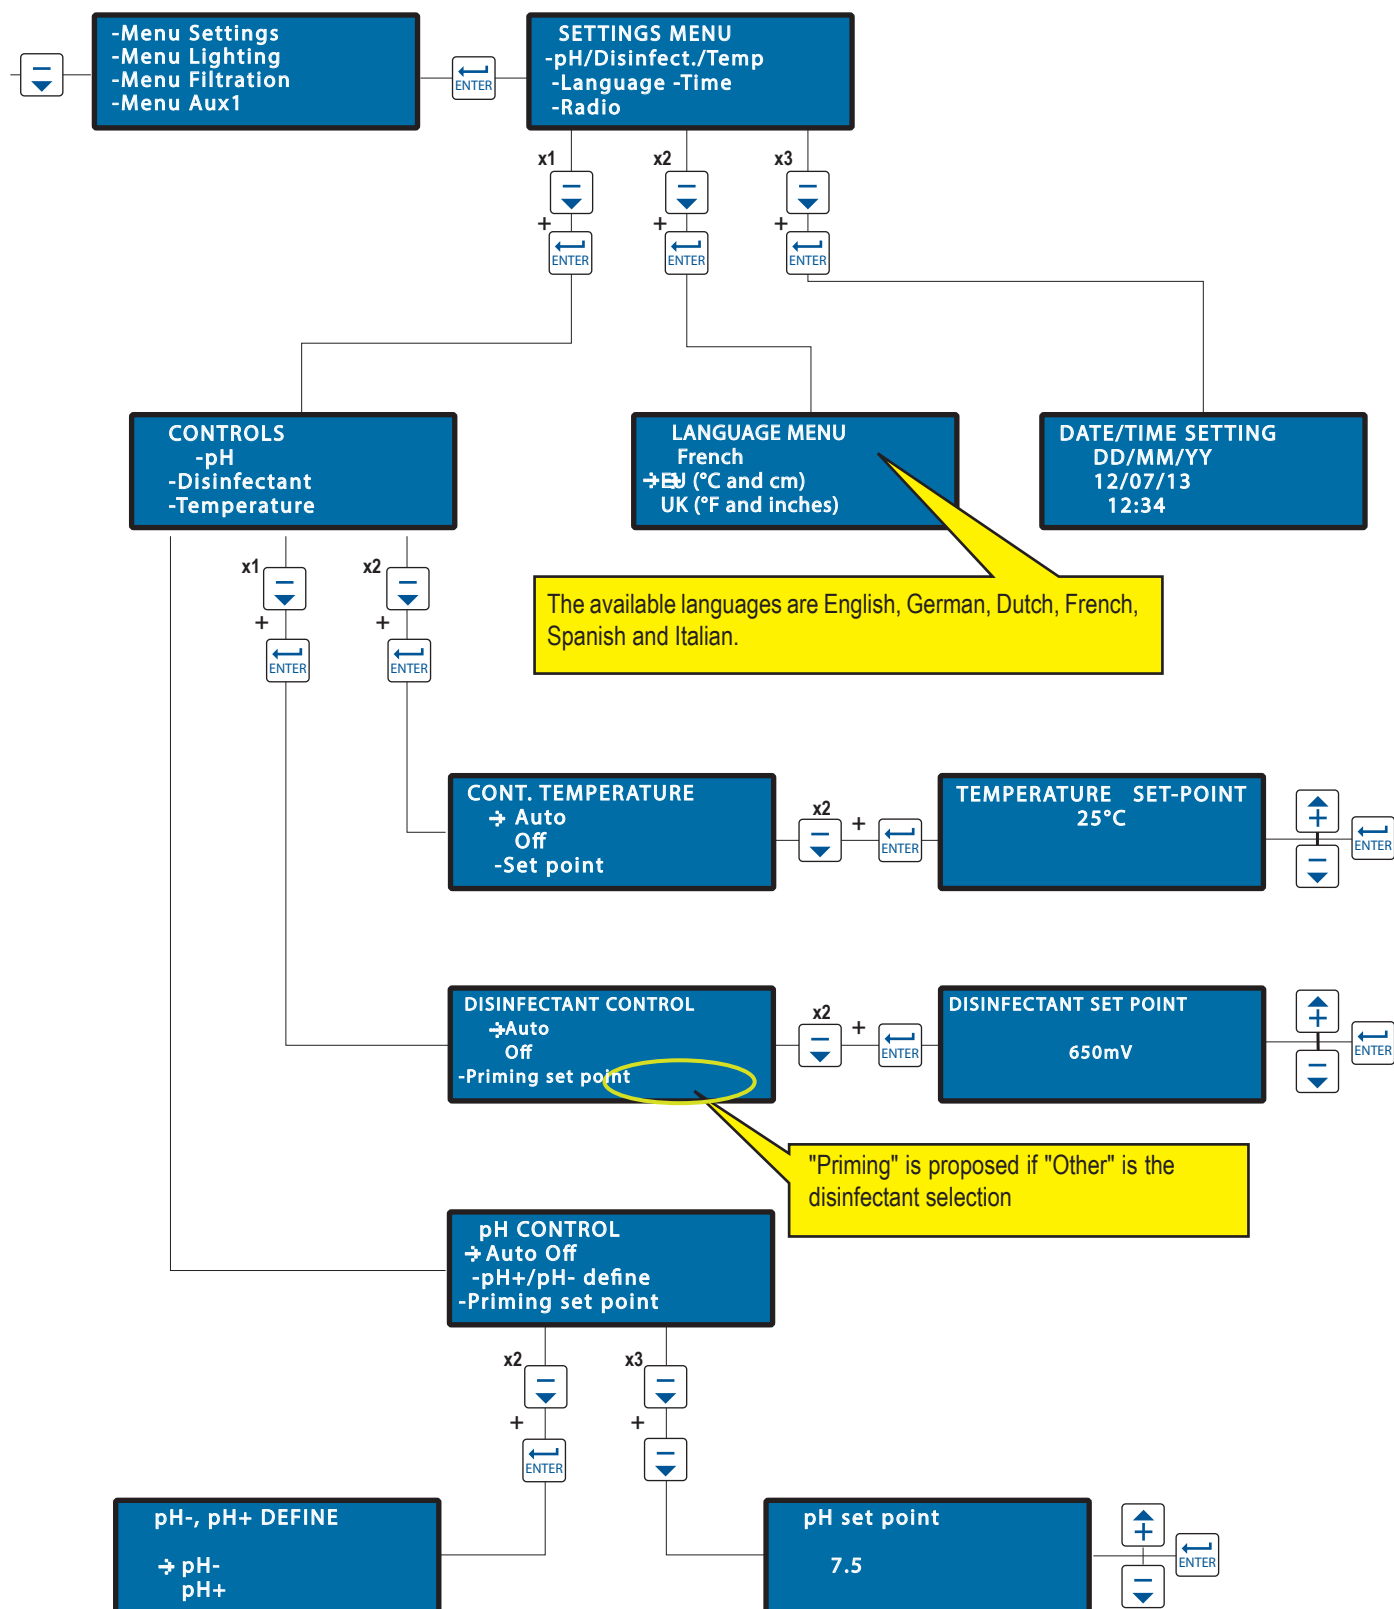 -Menu Settings
-Menu Lighting
-Menu Filtration
-Menu Aux1
ENTER
SETTINGS MENU
-pH/Disinfect./Temp
-Language -Time
-Radio
x1
x2
x3
+
+
+
ENTER
ENTER
ENTER
CONTROLS
-pH
-Disinfectant
-Temperature
LANGUAGE MENU
French
EU (°C and cm)
UK (°F and inches)
DATE/TIME SETTING
DD/MM/YY
12/07/13
12:34
x1
x2
+
+
ENTER
ENTER
The available languages are English, German, Dutch, French,
Spanish and Italian.
CONT. TEMPERATURE
Auto
Off
-Set point
x2
+
ENTER
TEMPERATURE SET-POINT
25°C
+
ENTER
DISINFECTANT CONTROL
Auto
Off
-Priming set point
x2
+
ENTER
DISINFECTANT SET POINT
650mV
+
ENTER
"Priming" is proposed if "Other" is the
disinfectant selection
pH CONTROL
Auto Off
-pH+/pH- define
-Priming set point
x2
x3
+
+
ENTER
pH-, pH+ DEFINE
pH-
pH+
pH set point
7.5
+
ENTER